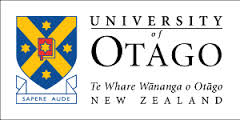 UNIVERSITY
of
OTAGO
Te Whare Wānanga o Otāgo
NEW ZEALAND
SAPERE AUDE